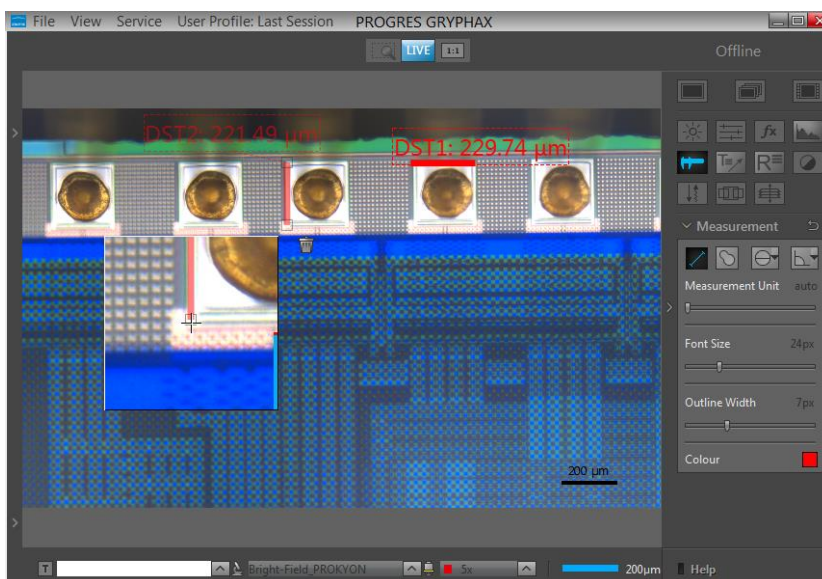 File View Service User Profile: Last Session PROGRES GRYPHAX
LIVE 1:1
Offline
DST2: 221.49 µm
DST1: 229.74 µm
fx
R
Measurement
Measurement Unit auto
Font Size 24px
Outline Width 7px
Colour
200 µm
T Bright-Field_PROKYON 5x 200µm
Help